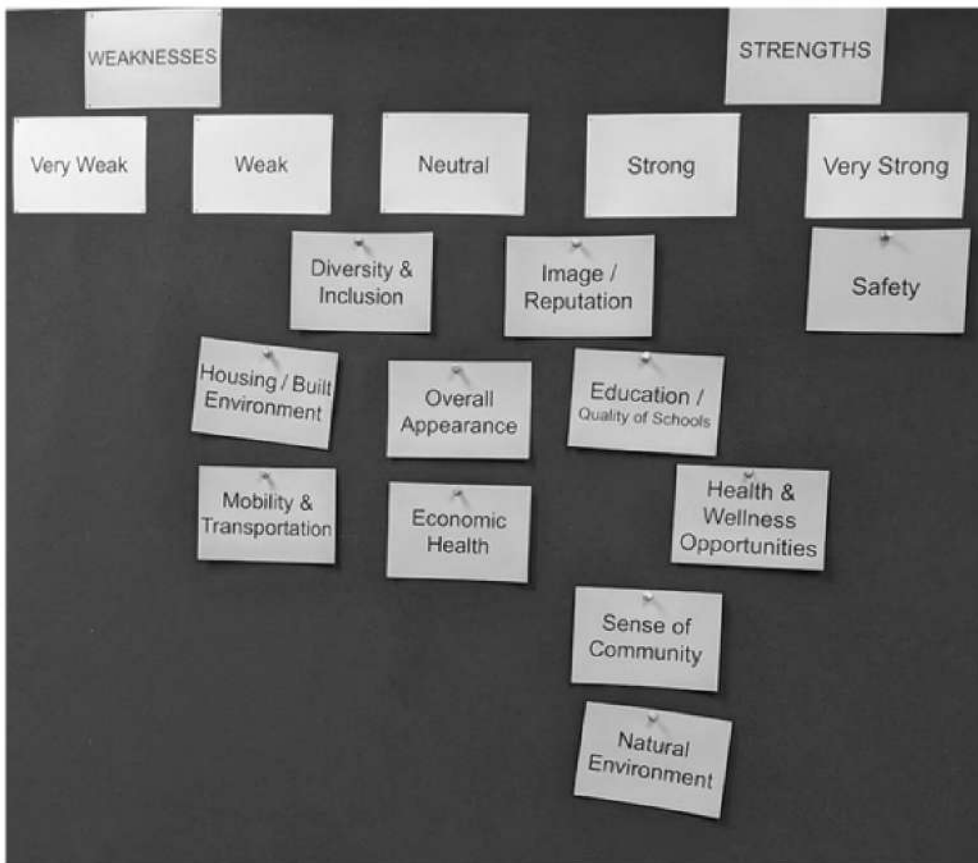 WEAKNESSES
STRENGTHS
Very Weak
Weak
Neutral
Strong
Very Strong
Diversity &
Inclusion
Image /
Reputation
Safety
Housing / Built
Environment
Overall
Appearance
Education /
Quality of Schools
Mobility &
Transportation
Economic
Health
Health &
Wellness
Opportunities
Sense of
Community
Natural
Environment